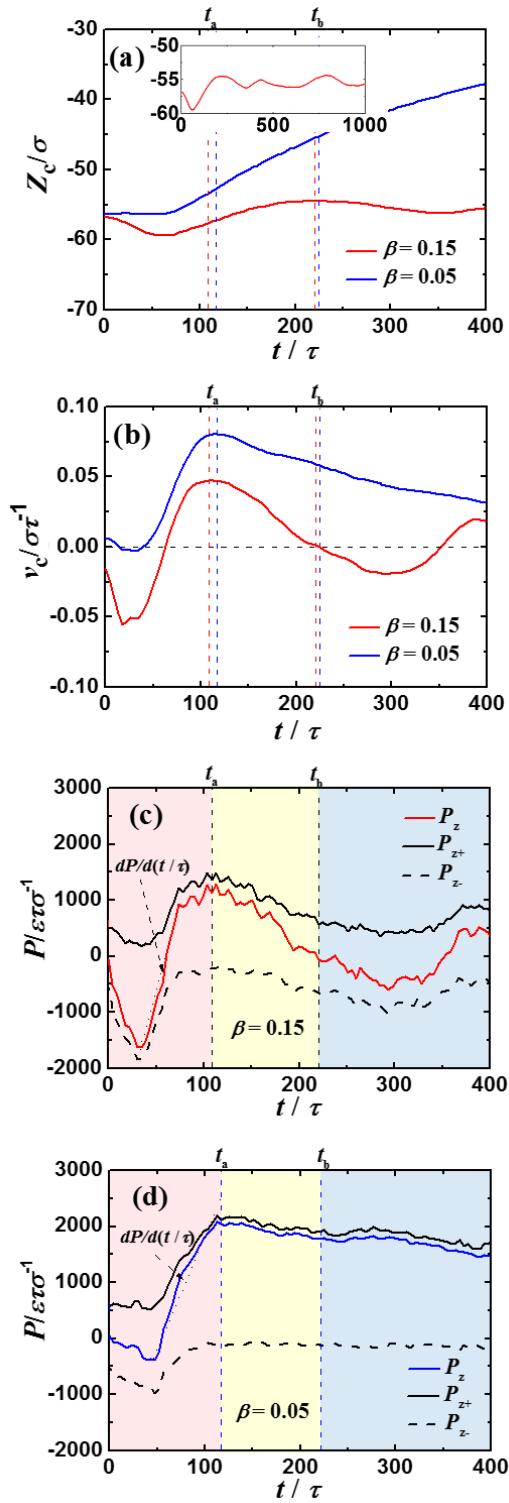 t_a t_b
(a)
-30
-40
-50
-60
-70
Z_c/σ
-50
-55
-60
0 500 1000
β = 0.15
β = 0.05
0 100 200 300 400
t / τ
t_a t_b
(b)
0.10
0.05
0.00
-0.05
-0.10
v_c/στ^-1
β = 0.15
β = 0.05
0 100 200 300 400
t / τ
t_a t_b
(c)
3000
2000
1000
0
-1000
-2000
P/ετσ^-1
dP/d(t/τ)
P_z
P_z+
P_z-
β = 0.15
0 100 200 300 400
t / τ
t_a t_b
(d)
3000
2000
1000
0
-1000
-2000
P/ετσ^-1
dP/d(t/τ)
P_z
P_z+
P_z-
β = 0.05
0 100 200 300 400
t / τ